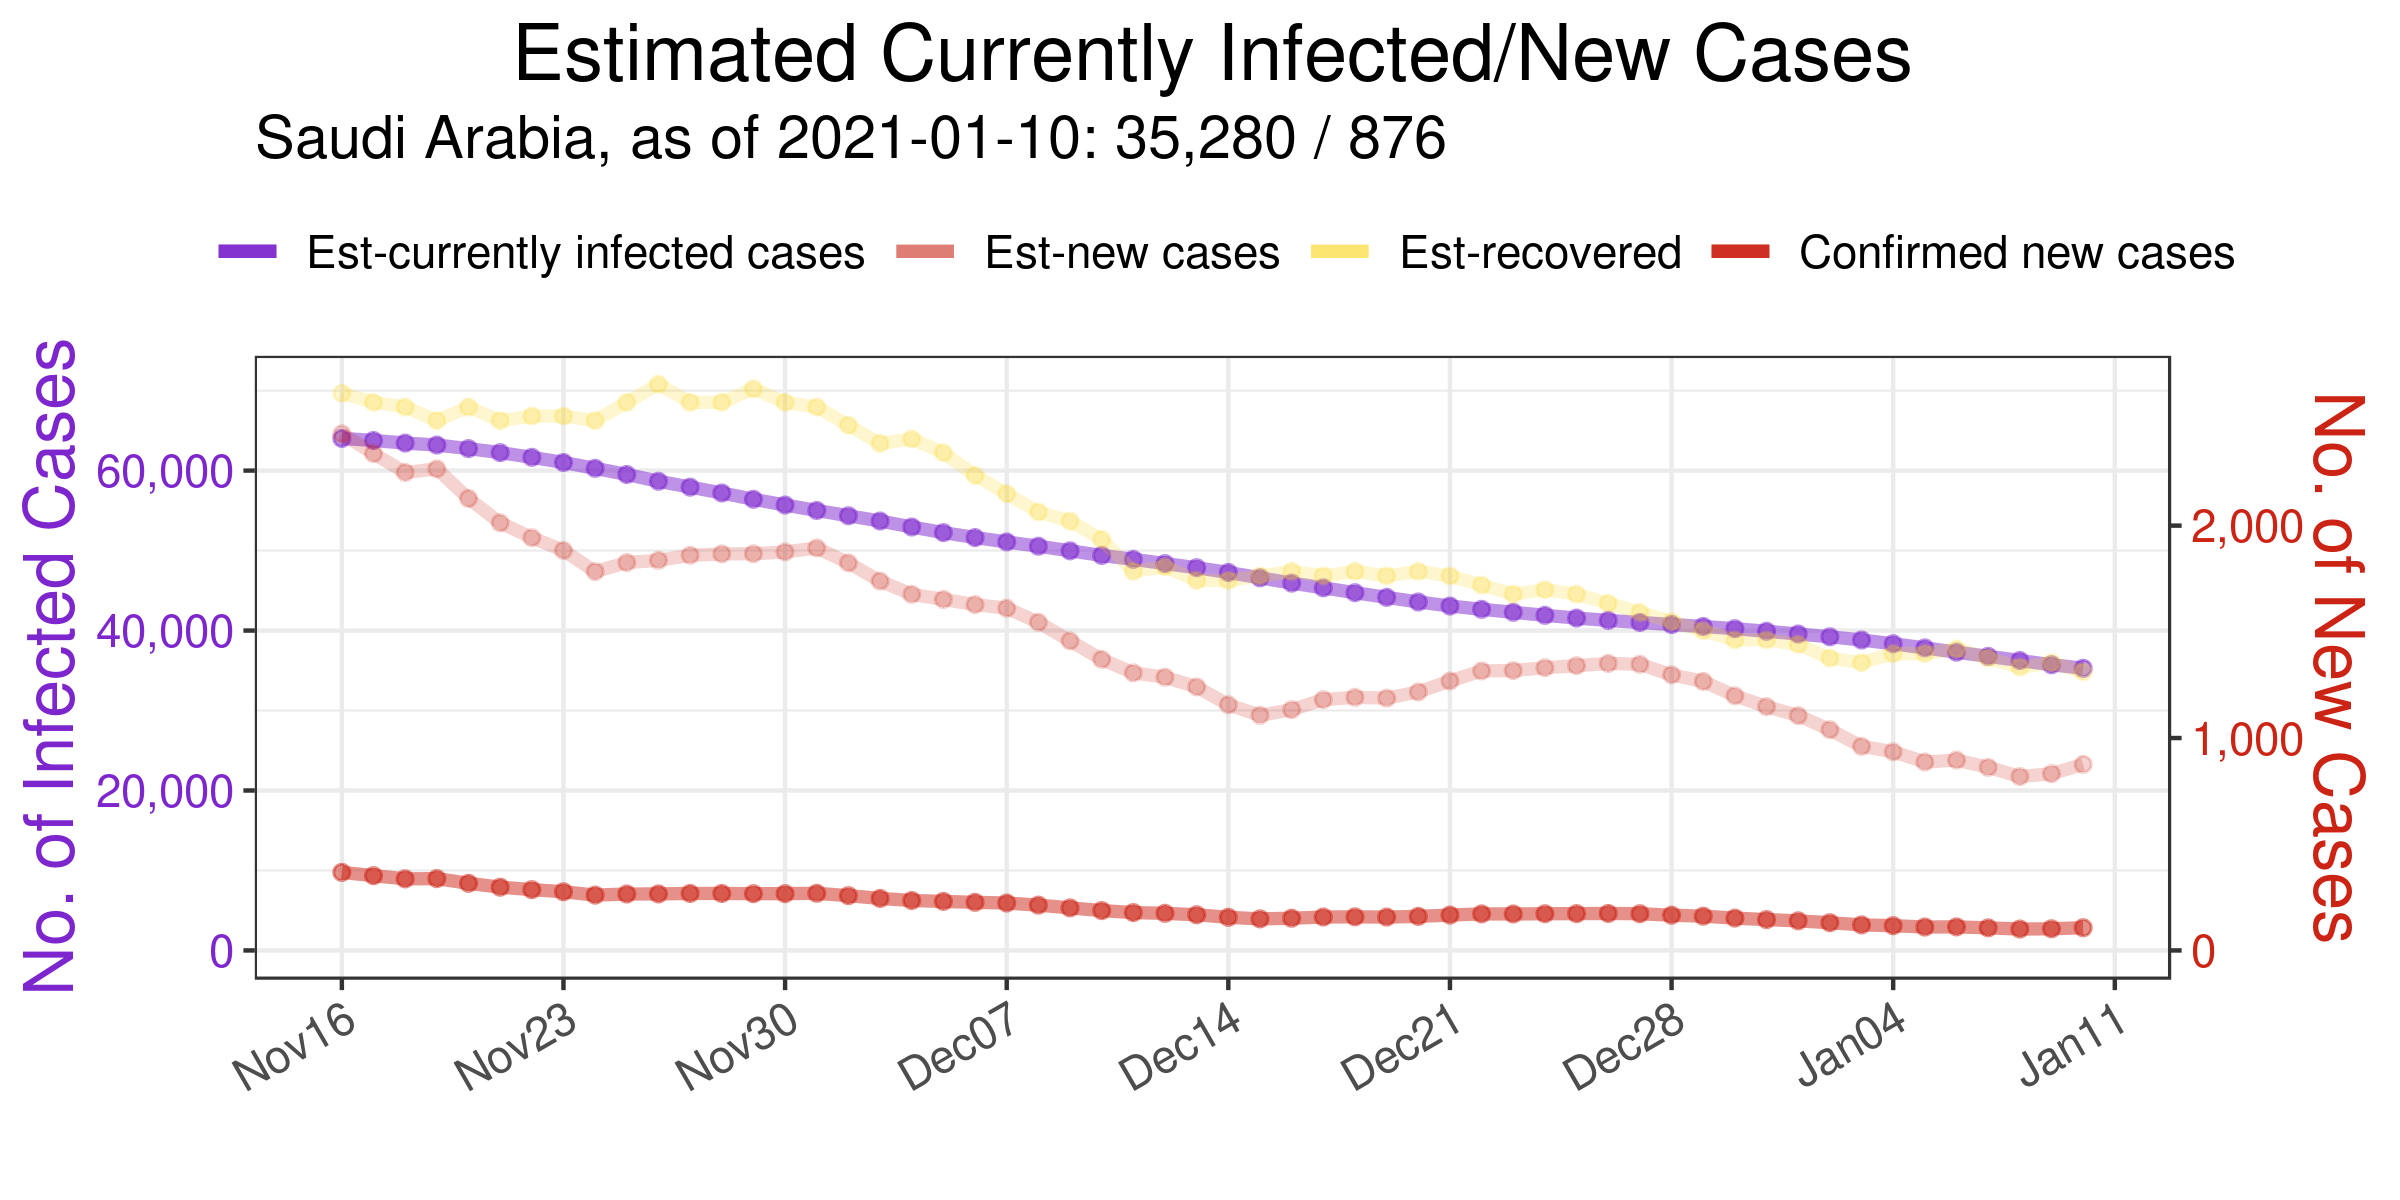 Estimated Currently Infected/New Cases
Saudi Arabia, as of 2021-01-10: 35,280 / 876
Est-currently infected cases Est-new cases Est-recovered Confirmed new cases
No. of Infected Cases
60,000
40,000
20,000
0
2,000
1,000
0
No. of New Cases
Nov16 Nov23 Nov30 Dec07 Dec14 Dec21 Dec28 Jan04 Jan11